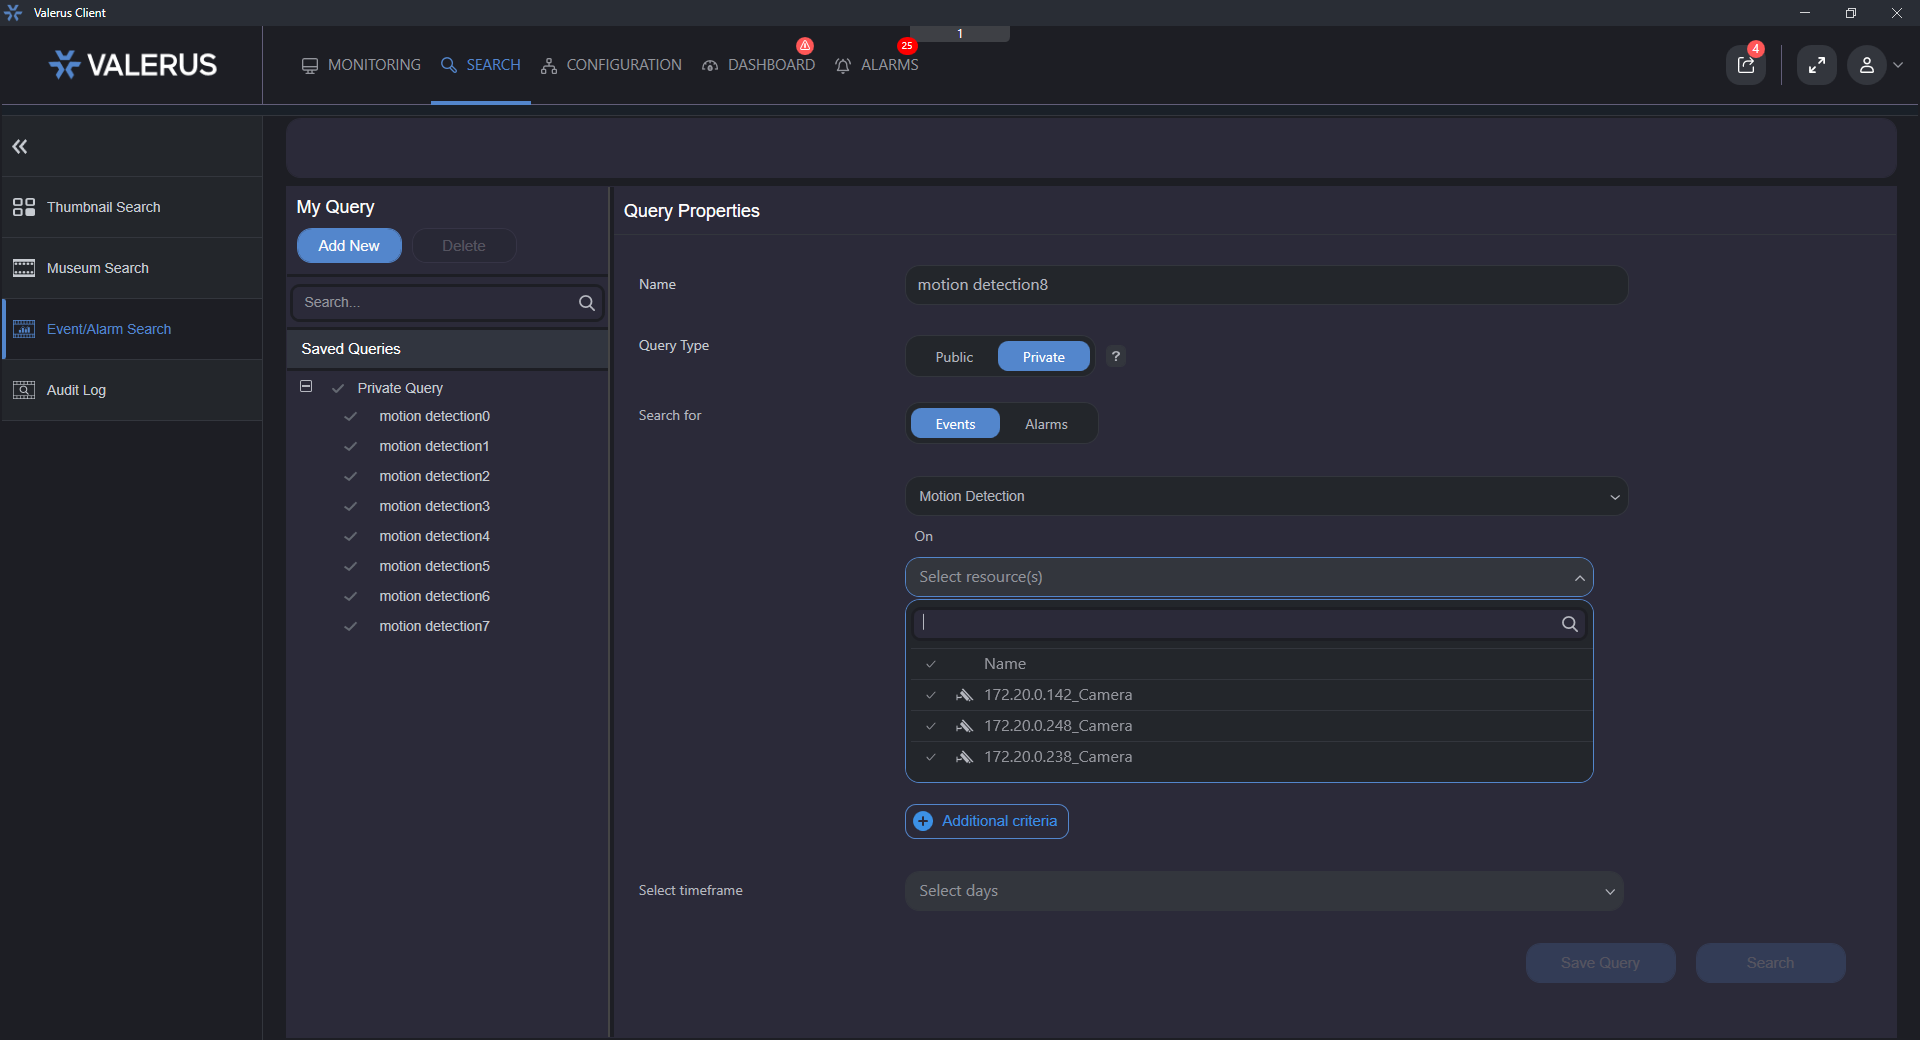 Valerus Client
1
VALERUS
MONITORING
SEARCH
CONFIGURATION
DASHBOARD
25
ALARMS
4
Thumbnail Search
Museum Search
Event/Alarm Search
Audit Log
My Query
Add New
Delete
Search...
Saved Queries
Private Query
motion detection0
motion detection1
motion detection2
motion detection3
motion detection4
motion detection5
motion detection6
motion detection7
Query Properties
Name
motion detection8
Query Type
Public
Private
?
Search for
Events
Alarms
Motion Detection
On
Select resource(s)
Name
172.20.0.142_Camera
172.20.0.248_Camera
172.20.0.238_Camera
Additional criteria
Select timeframe
Select days
Save Query
Search